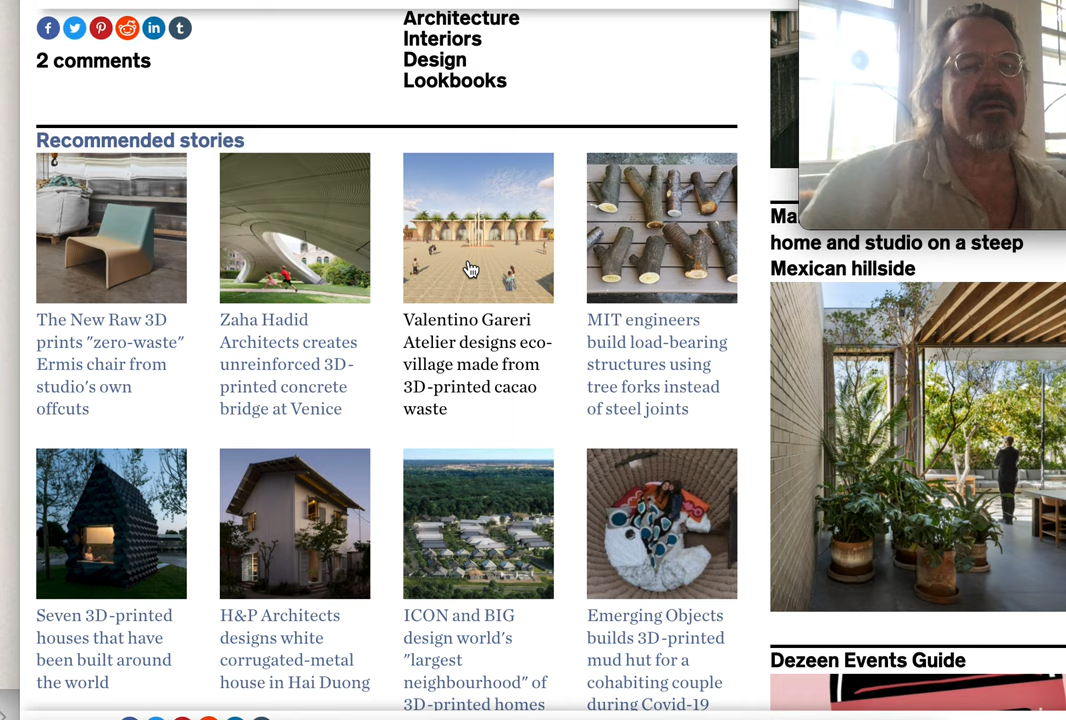 Architecture
Interiors
Design
Lookbooks
2 comments
Recommended stories
The New Raw 3D
prints "zero-waste"
Ermis chair from
studio's own
offcuts
Zaha Hadid
Architects creates
unreinforced 3D-
printed concrete
bridge at Venice
Valentino Gareri
Atelier designs eco-
village made from
3D-printed cacao
waste
MIT engineers
build load-bearing
structures using
tree forks instead
of steel joints
Seven 3D-printed
houses that have
been built around
the world
H&P Architects
designs white
corrugated-metal
house in Hai Duong
ICON and BIG
design world's
"largest
neighbourhood" of
3D-printed homes
Emerging Objects
builds 3D-printed
mud hut for a
cohabiting couple
during Covid-19
home and studio on a steep
Mexican hillside
Dezeen Events Guide